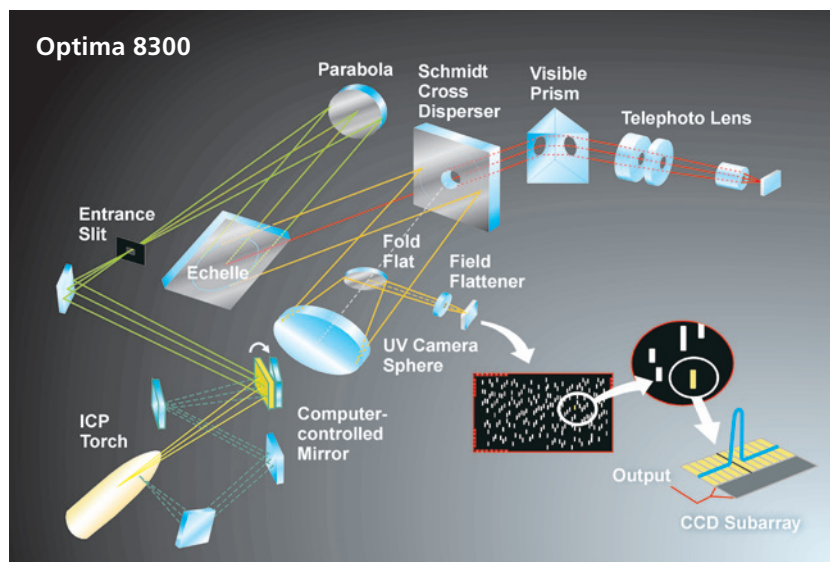 Optima 8300
Parabola
Schmidt
Cross
Disperser
Visible
Prism
Telephoto Lens
Entrance
Slit
Echelle
Fold
Flat
Field
Flattener
UV Camera
Sphere
ICP
Torch
Computer-
controlled
Mirror
Output
CCD Subarray